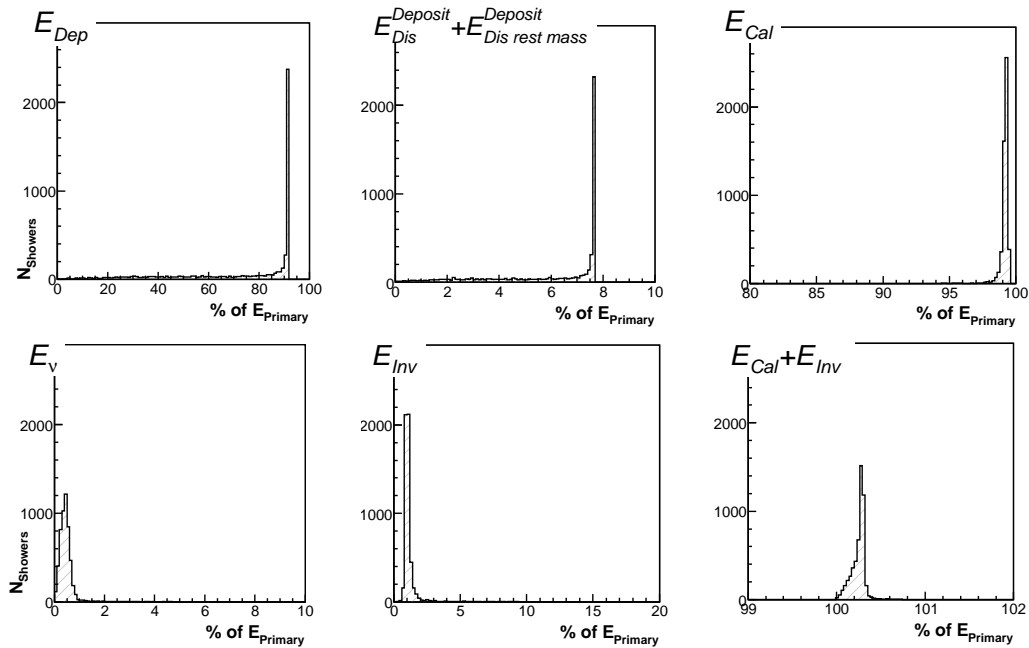 E_Dep
2000
1000
0
N_Showers
0 20 40 60 80 100
% of E_Primary
E_Dis^Deposit+E_Dis rest mass^Deposit
2000
1000
0
0 2 4 6 8 10
% of E_Primary
E_Cal
2000
1000
0
80 85 90 95 100
% of E_Primary
E_ν
2000
1000
0
N_Showers
0 2 4 6 8 10
% of E_Primary
E_Inv
2000
1000
0
0 5 10 15 20
% of E_Primary
E_Cal+E_Inv
2000
1000
0
99 100 101 102
% of E_Primary